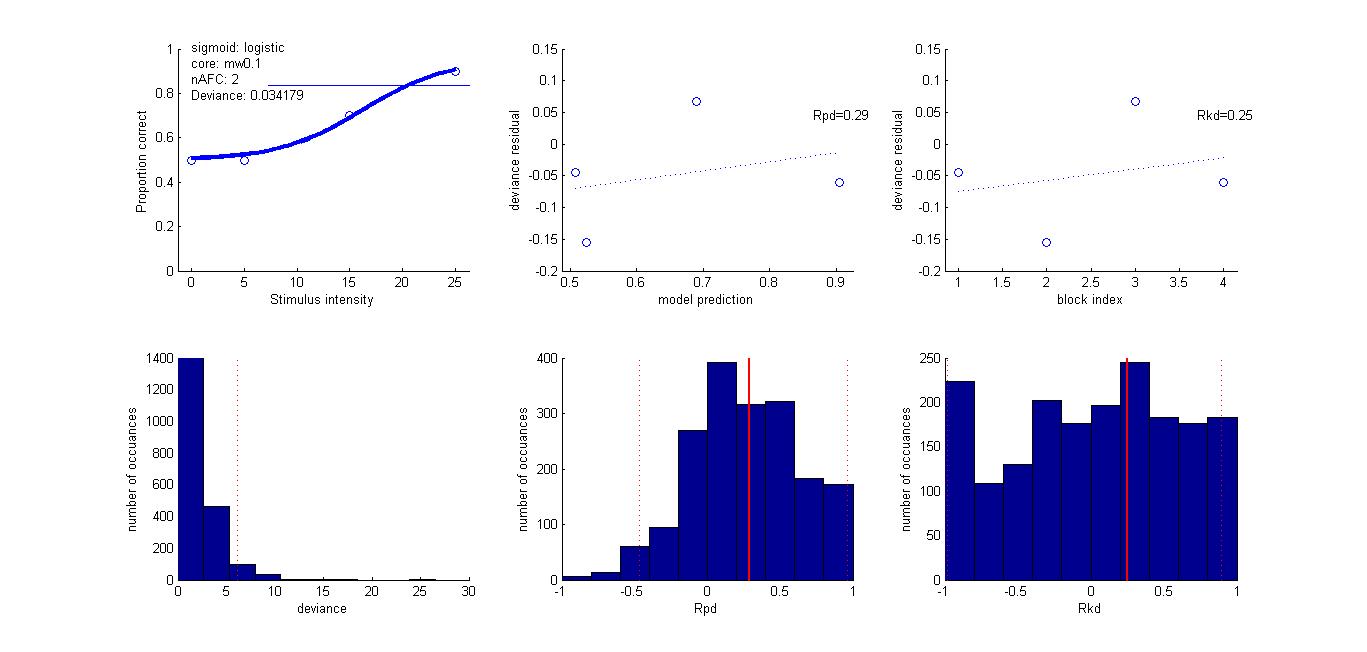 sigmoid: logistic
core: mw0.1
nAFC: 2
Deviance: 0.034179
1
0.8
0.6
0.4
0.2
0
Proportion correct
0 5 10 15 20 25
Stimulus intensity
0.15
0.1
0.05
0
-0.05
-0.1
-0.15
-0.2
deviance residual
Rpd=0.29
0.5 0.6 0.7 0.8 0.9
model prediction
0.15
0.1
0.05
0
-0.05
-0.1
-0.15
-0.2
deviance residual
Rkd=0.25
1 1.5 2 2.5 3 3.5 4
block index
1400
1200
1000
800
600
400
200
0
number of occuances
0 5 10 15 20 25 30
deviance
400
300
200
100
0
number of occuances
-1 -0.5 0 0.5 1
Rpd
250
200
150
100
50
0
number of occuances
-1 -0.5 0 0.5 1
Rkd